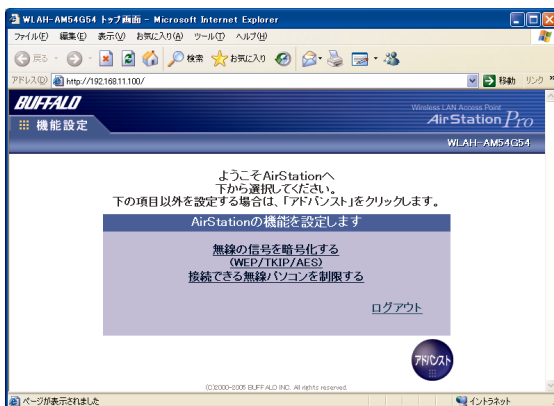 WLAH-AM54G54 トップ画面 - Microsoft Internet Explorer
ファイル(F) 編集(E) 表示(V) お気に入り(A) ツール(T) ヘルプ(H)
戻る 検索 お気に入り
アドレス(D) http://192.168.11.100/ 移動 リンク »
BUFFALO
Wireless LAN Access Point
AirStation Pro
機能設定
WLAH-AM54G54
ようこそAirStationへ
下から選択してください。
下の項目以外を設定する場合は、「アドバンスト」をクリックします。
AirStationの機能を設定します
無線の信号を暗号化する
(WEP/TKIP/AES)
接続できる無線パソコンを制限する
ログアウト
アドバンスト
(C)2000-2005 BUFFALO INC. All rights reserved.
ページが表示されました イントラネット